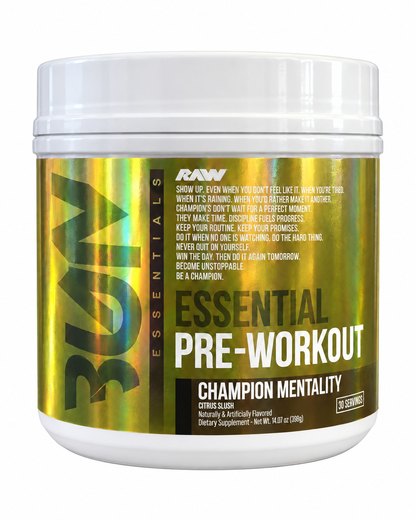 RAW
SHOW UP. EVEN WHEN YOU DON'T FEEL LIKE IT. WHEN YOU'RE TIRED.
WHEN IT'S RAINING. WHEN YOU'D RATHER MAKE IT ANOTHER.
CHAMPION'S DON'T WAIT FOR A PERFECT MOMENT.
THEY MAKE TIME. DISCIPLINE FUELS PROGRESS.
KEEP YOUR ROUTINE. KEEP YOUR PROMISES.
DO IT WHEN NO ONE IS WATCHING. DO THE HARD THING.
NEVER QUIT ON YOURSELF.
WIN THE DAY. THEN DO IT AGAIN TOMORROW.
BECOME UNSTOPPABLE.
BE A CHAMPION.
ESSENTIALS
ESSENTIAL
PRE-WORKOUT
CHAMPION MENTALITY
CITRUS SLUSH
Naturally & Artificially Flavored
Dietary Supplement - Net Wt. 14.07 oz (399g)
30 SERVINGS